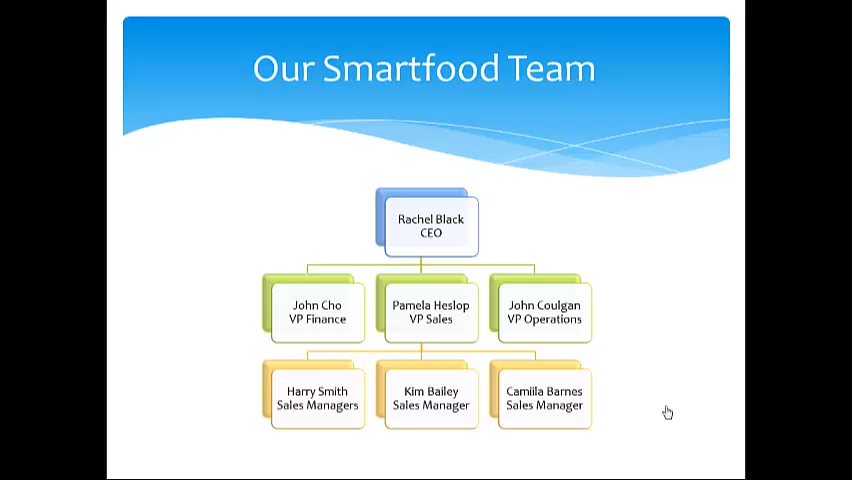 Our Smartfood Team
Rachel Black
CEO
John Cho
VP Finance
Pamela Heslop
VP Sales
John Coulgan
VP Operations
Harry Smith
Sales Managers
Kim Bailey
Sales Manager
Camiila Barnes
Sales Manager